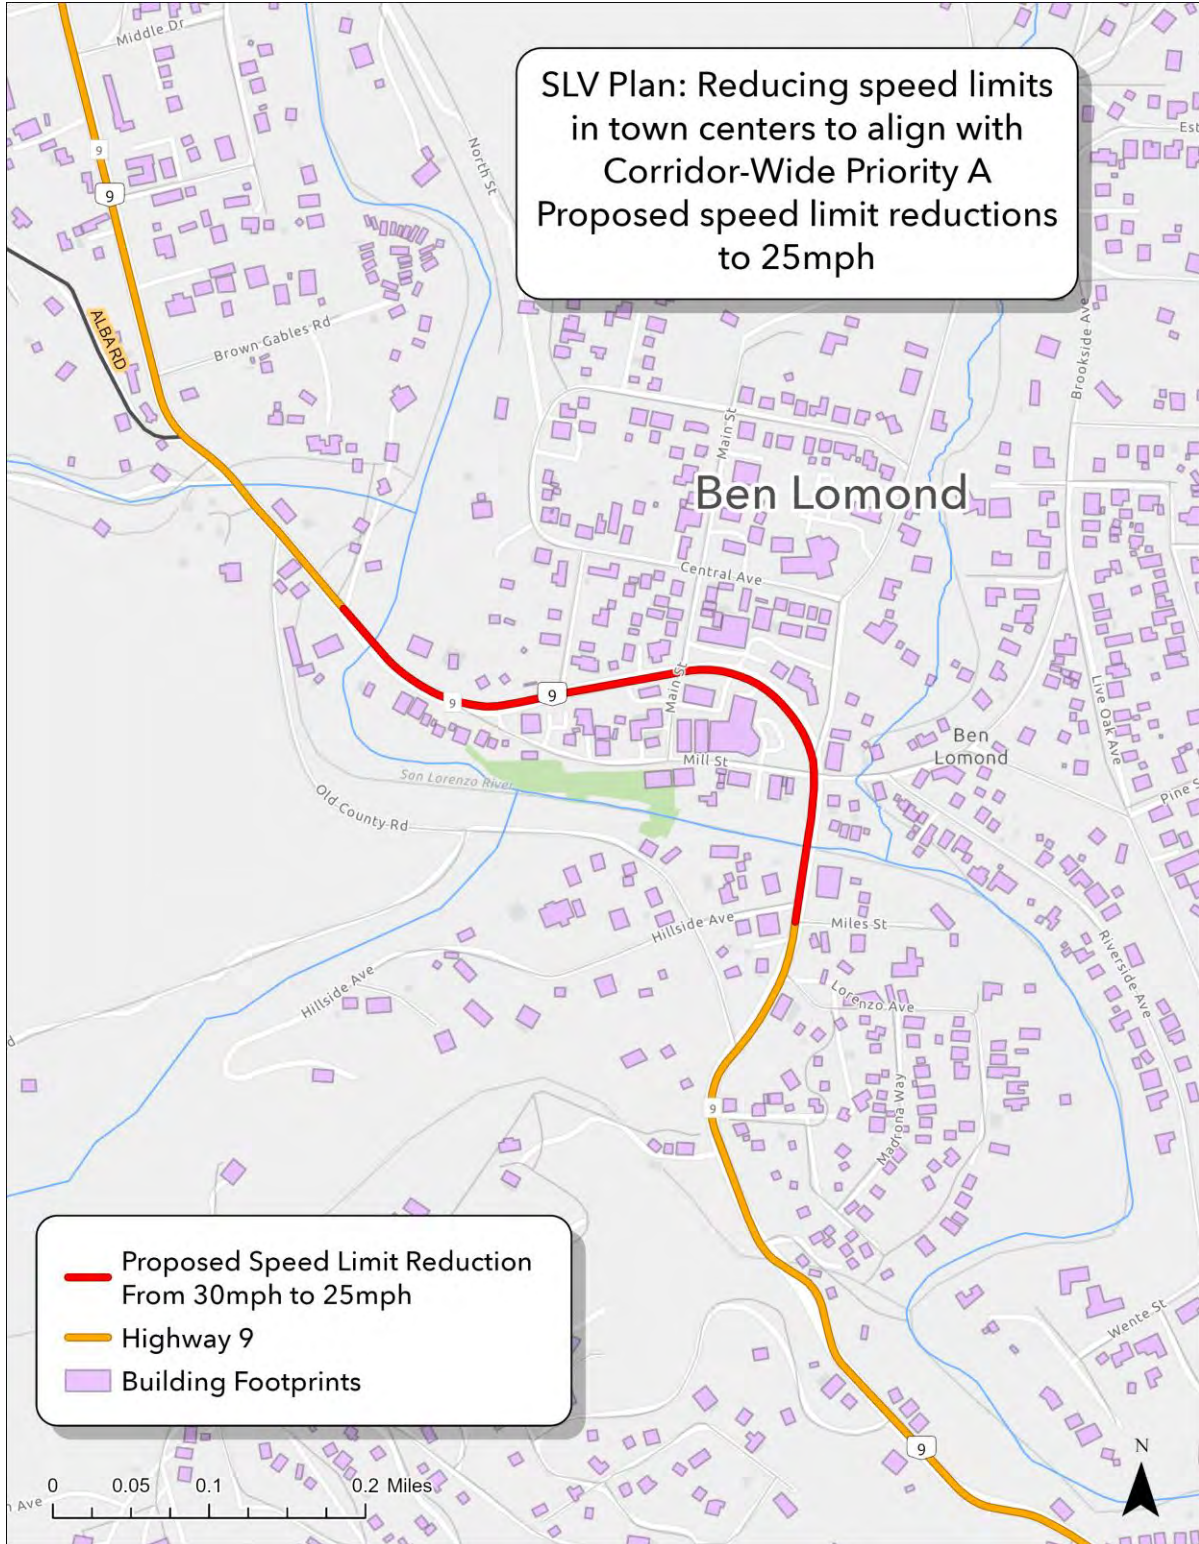 Middle Dr
SLV Plan: Reducing speed limits
in town centers to align with
Corridor-Wide Priority A
Proposed speed limit reductions
to 25mph
Est
9
North St
9
ALBA RD
Brown Gables Rd
Brookside Ave
Main St
Ben Lomond
Central Ave
Main St
9
9
Live Oak Ave
Ben
Lomond
Mill St
San Lorenzo River
Pine S
Old County Rd
Hillside Ave
Miles St
Riverside Ave
Hillside Ave
Lorenzo Ave
d
Madrona Way
9
Proposed Speed Limit Reduction
From 30mph to 25mph
Highway 9
Building Footprints
Wente St
9
N
0 0.05 0.1 0.2 Miles
n Ave